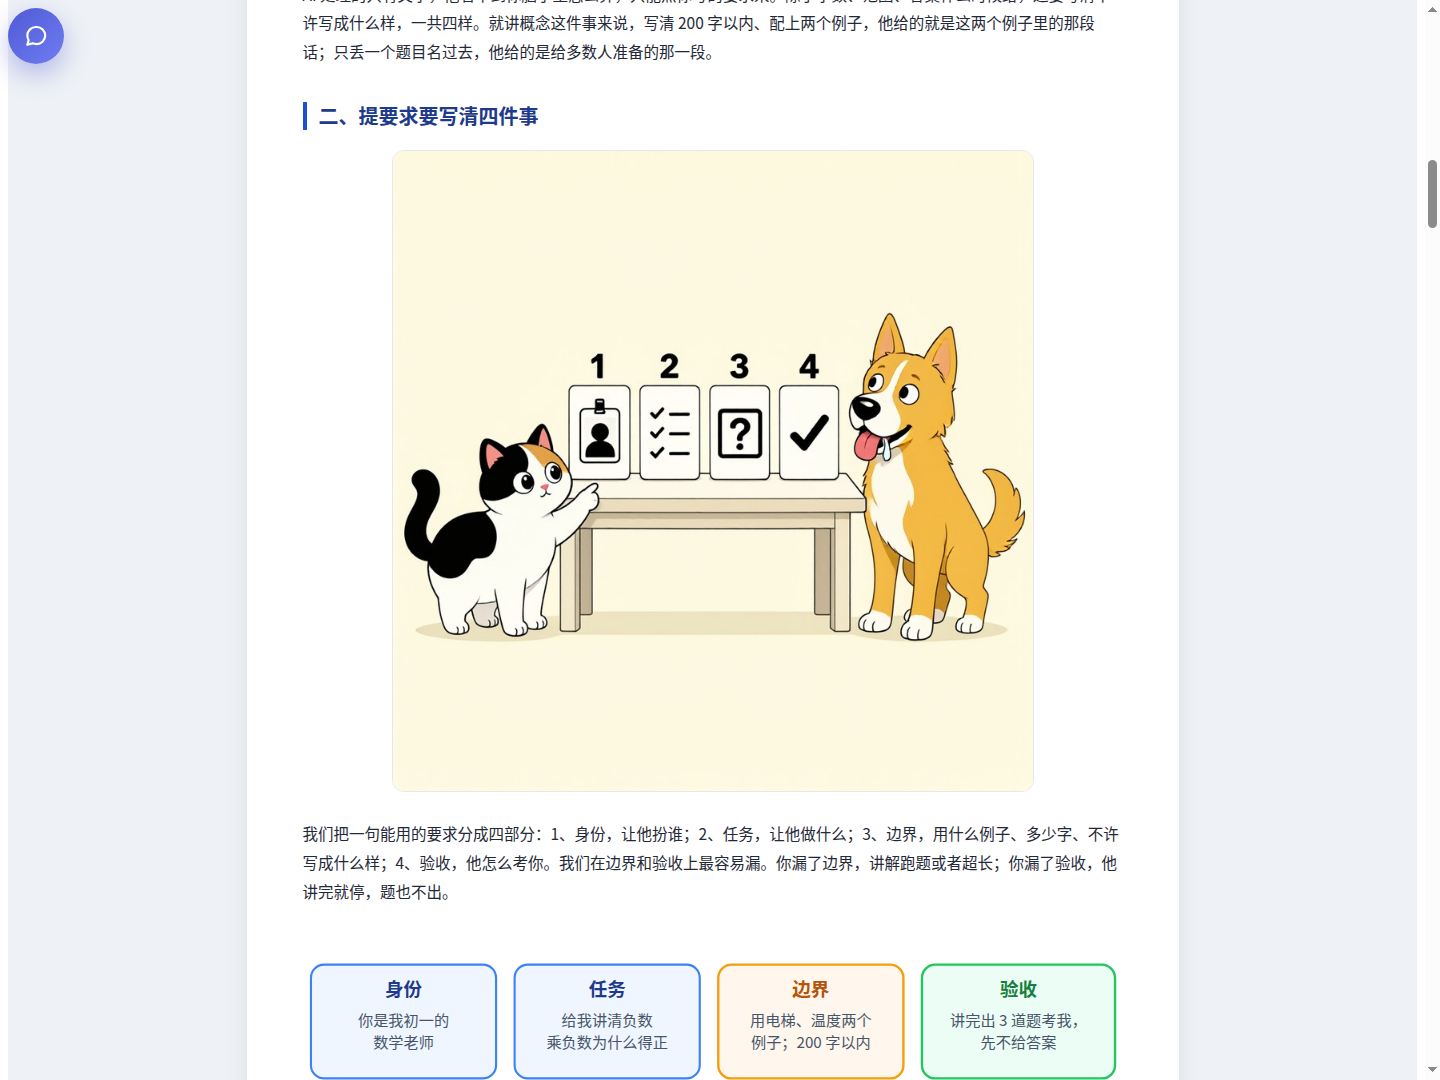 许写成什么样，一共四样。就讲概念这件事来说，写清 200 字以内、配上两个例子，他给的就是这两个例子里的那段
话；只丢一个题目名过去，他给的是给多数人准备的那一段。
二、提要求要写清四件事
1 2 3 4
?
我们把一句能用的要求分成四部分：1、身份，让他扮谁；2、任务，让他做什么；3、边界，用什么例子、多少字、不许
写成什么样；4、验收，他怎么考你。我们在边界和验收上最容易漏。你漏了边界，讲解跑题或者超长；你漏了验收，他
讲完就停，题也不出。
身份
你是我初一的
数学老师
任务
给我讲清负数
乘负数为什么得正
边界
用电梯、温度两个
例子；200 字以内
验收
讲完出 3 道题考我，
先不给答案